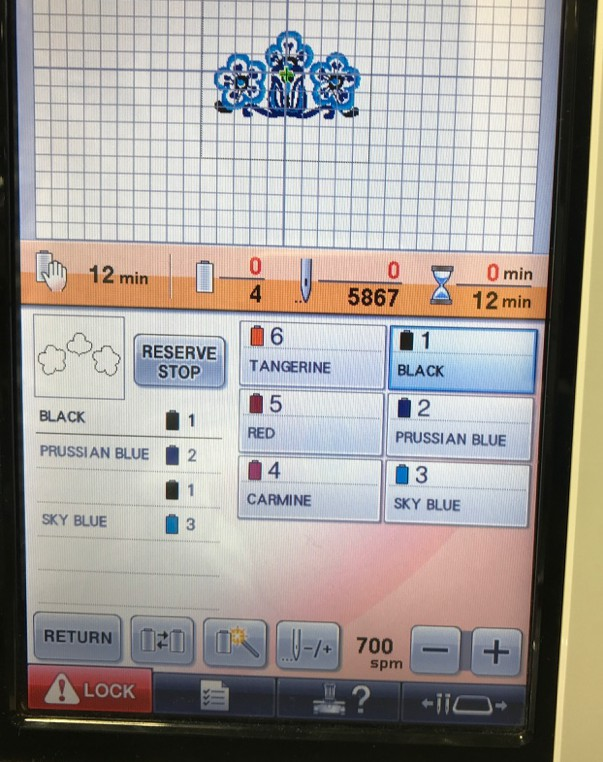 12 min
0
4
0
5867
0 min
12 min
RESERVE
STOP
6
TANGERINE
1
BLACK
5
RED
2
PRUSSIAN BLUE
4
CARMINE
3
SKY BLUE
BLACK 1
PRUSSIAN BLUE 2
1
SKY BLUE 3
RETURN
-/+
700
spm
−
+
! LOCK
?